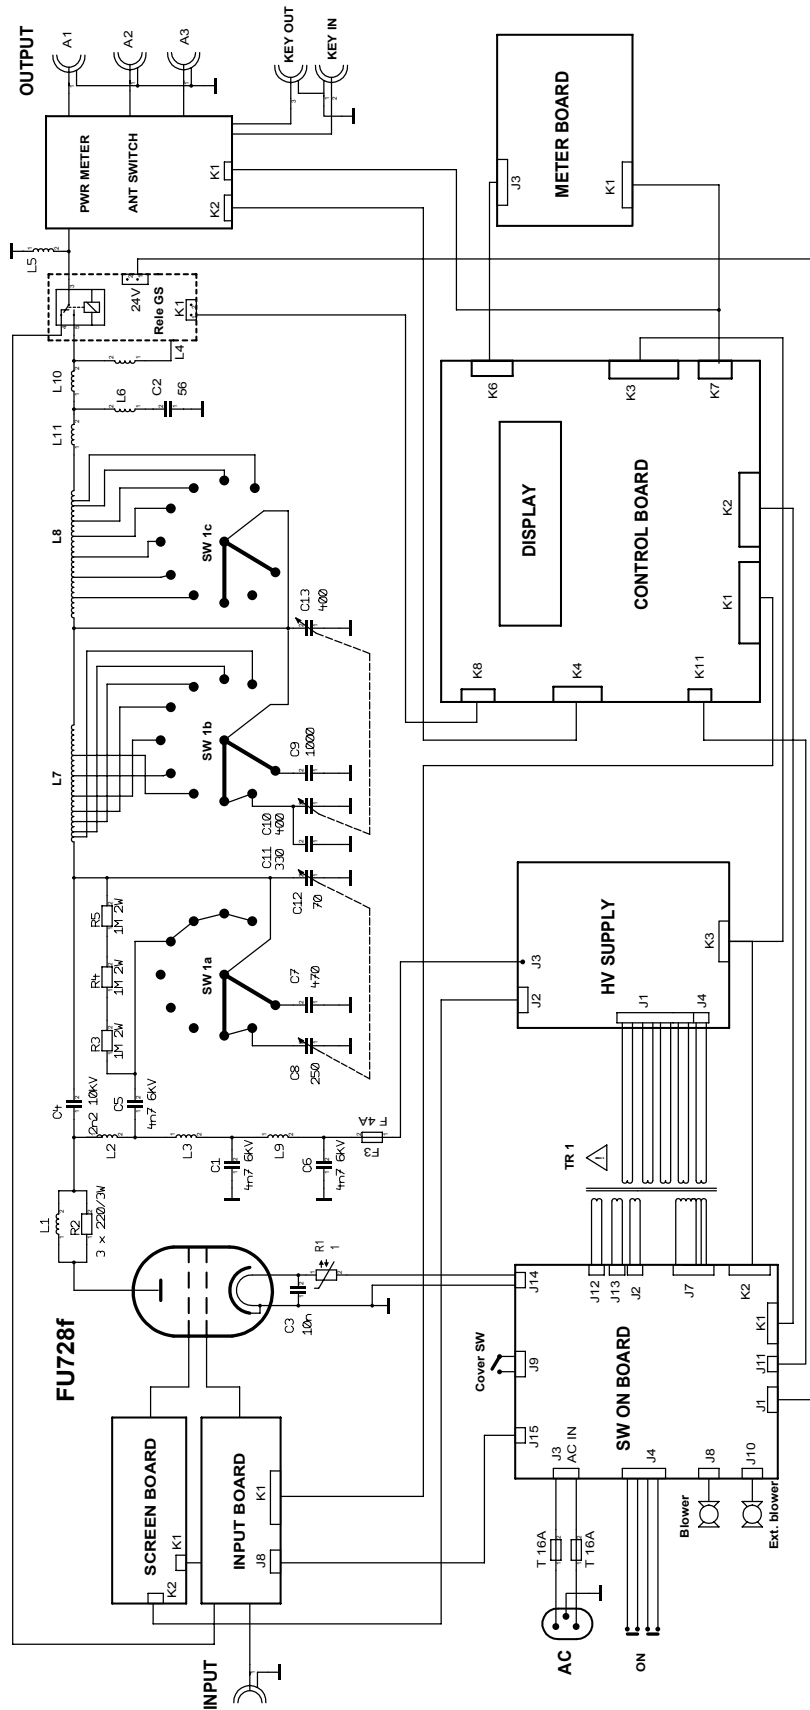 FU728f
INPUT
SCREEN BOARD
K2
K1
INPUT BOARD
J8
K1
L1
R2
3 x 220/3W
C3
10n
R1
1
C4
2n2 10KV
L2
C5
4n7 6KV
L3
C1
4n7 6KV
L9
C6
4n7 6KV
F3
F 4A
R3
1M 2W
R4
1M 2W
R5
1M 2W
SW 1a
C8
250
C7
470
C12
70
C11
330
C10
400
C9
1000
L7
SW 1b
C13
400
L8
SW 1c
L11
L10
L6
C2
56
L4
Rele GS
K1
24V
L5
PWR METER
ANT SWITCH
K2
K1
OUTPUT
A1
A2
A3
KEY OUT
KEY IN
AC
ON
T 16A
T 16A
Blower
Ext. blower
Cover SW
SW ON BOARD
J3
AC IN
J4
J8
J10
J15
J9
J14
J12
J13
J2
J7
K2
K1
J11
J1
TR 1
HV SUPPLY
J2
J3
J1
J4
K3
CONTROL BOARD
DISPLAY
K8
K4
K11
K1
K2
K6
K3
K7
METER BOARD
J3
K1